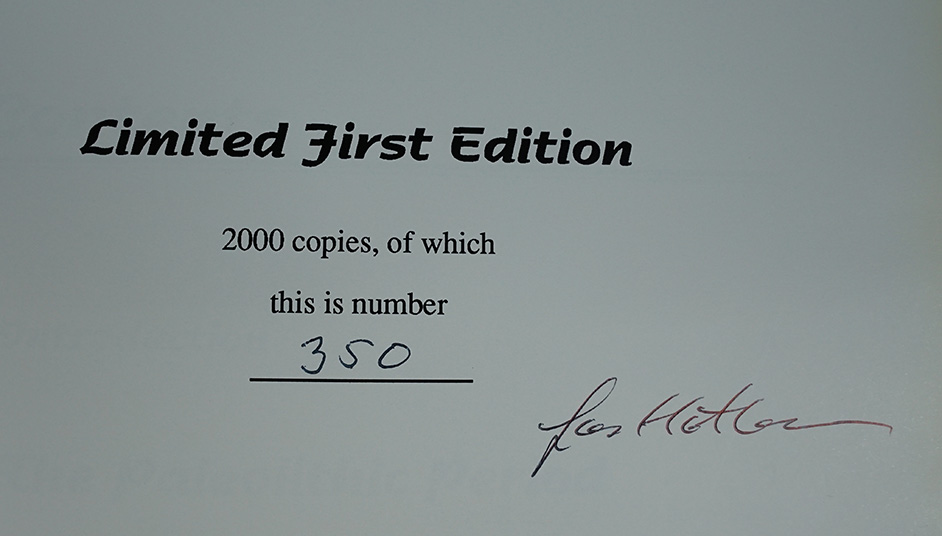 Limited First Edition
2000 copies, of which
this is number
350